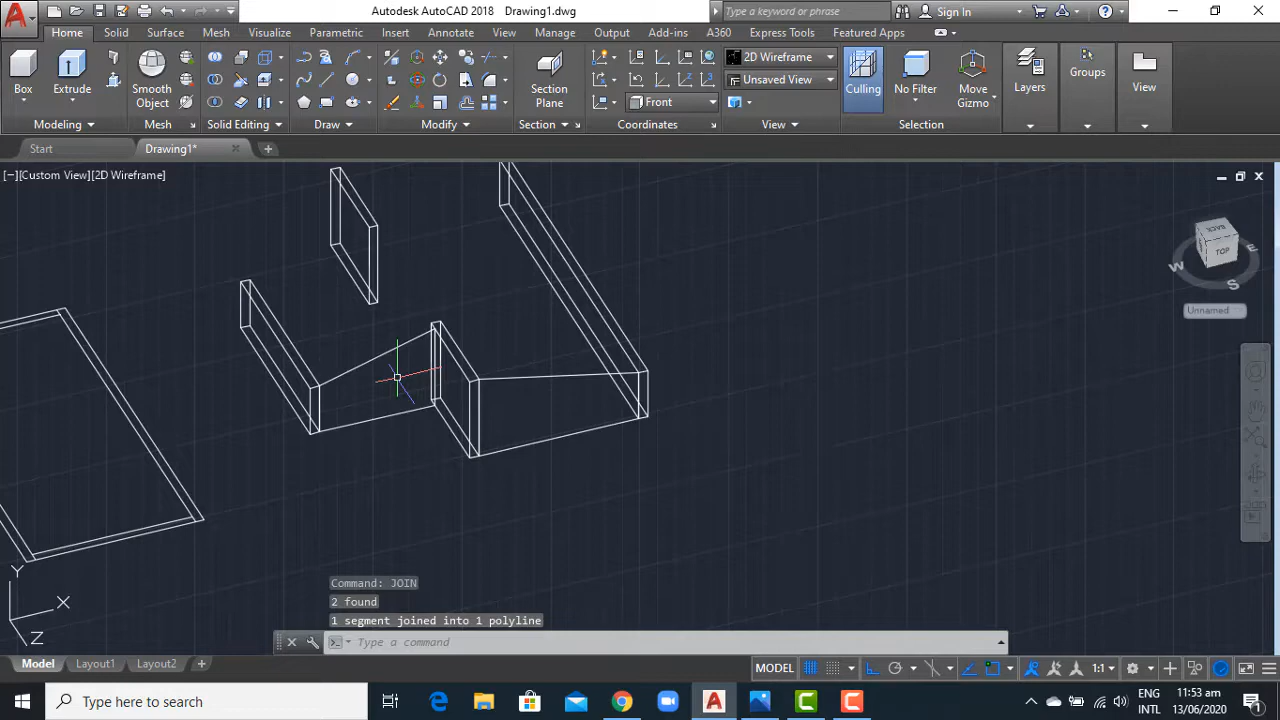 Autodesk AutoCAD 2018 Drawing1.dwg
Type a keyword or phrase
Sign In
Home Solid Surface Mesh Visualize Parametric Insert Annotate View Manage Output Add-ins A360 Express Tools Featured Apps
Box
Extrude
Smooth Object
Section Plane
Front
2D Wireframe
Unsaved View
Culling
No Filter
Move Gizmo
Layers
Groups
View
Modeling Mesh Solid Editing Draw Modify Section Coordinates View Selection
Start Drawing1*
[−][Custom View][2D Wireframe]
BACK
TOP
W
E
S
Unnamed
Y
X
Z
Command: JOIN
2 found
1 segment joined into 1 polyline
Type a command
Model Layout1 Layout2
MODEL
1:1
Type here to search
ENG
INTL
11:53 am
13/06/2020
1